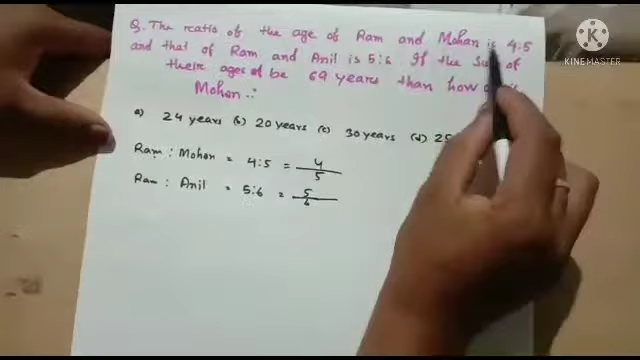 Q. The ratio of the age of Ram and Mohan is 4:5
and that of Ram and Anil is 5:6 If the Sum of
their ages of be 69 years than how
Mohan :
a) 24 years (b) 20 years (c) 30 years (d) 25
Ram : Mohan = 4:5 = 4/5
Ram : Anil = 5:6 = 5/6
KINEMASTER